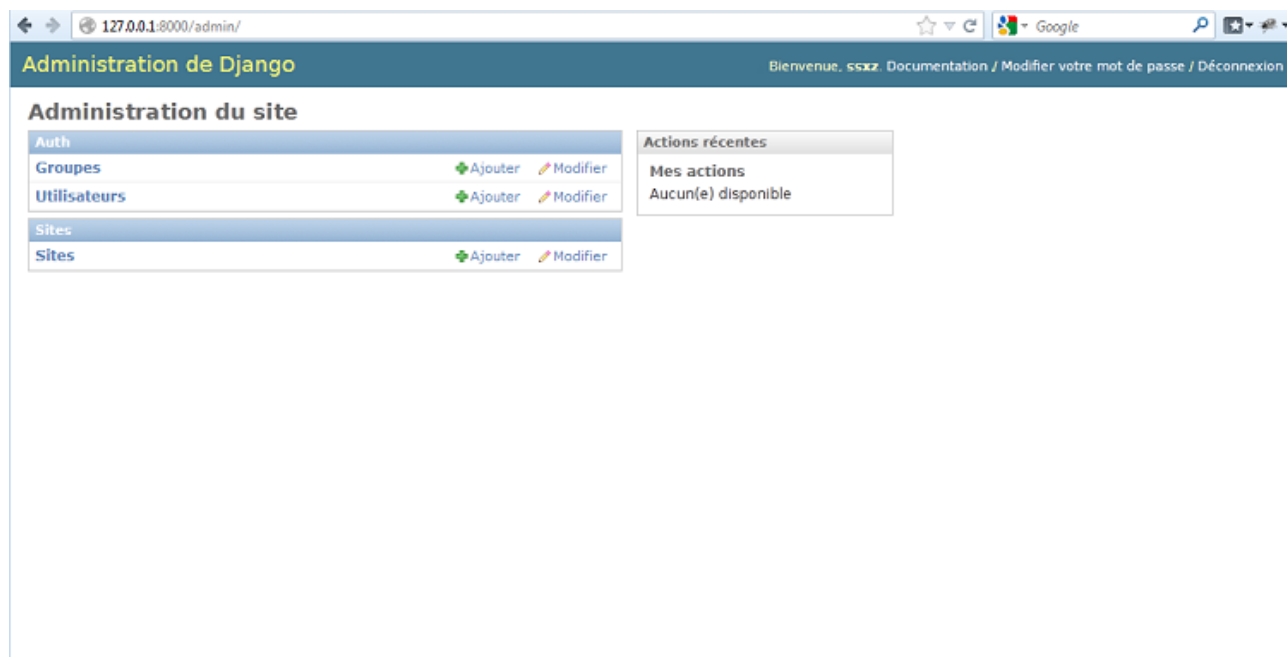 127.0.0.1:8000/admin/
Google
Administration de Django
Bienvenue, ssxz. Documentation / Modifier votre mot de passe / Déconnexion
Administration du site
Auth
Groupes Ajouter Modifier
Utilisateurs Ajouter Modifier
Sites
Sites Ajouter Modifier
Actions récentes
Mes actions
Aucun(e) disponible